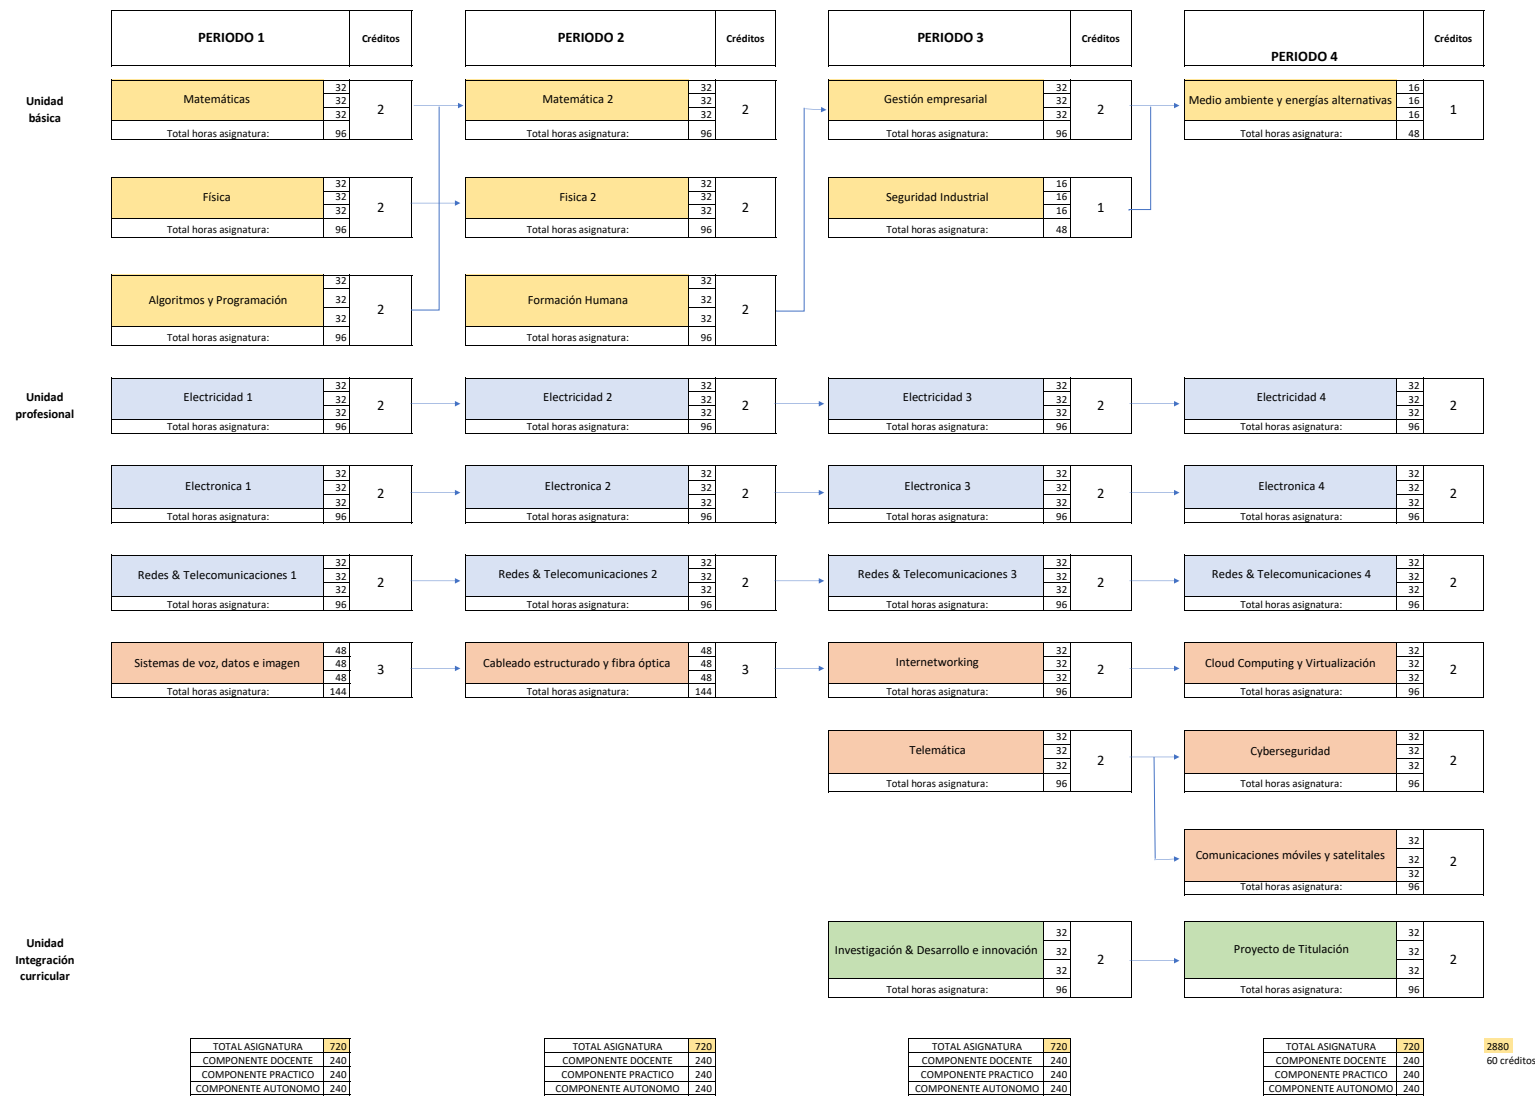 PERIODO 1 Créditos PERIODO 2 Créditos PERIODO 3 Créditos PERIODO 4 Créditos
Unidad básica
Matemáticas 32 32 32 2
Total horas asignatura: 96
Matemática 2 32 32 32 2
Total horas asignatura: 96
Gestión empresarial 32 32 32 2
Total horas asignatura: 96
Medio ambiente y energías alternativas 16 16 16 1
Total horas asignatura: 48
Física 32 32 32 2
Total horas asignatura: 96
Fisica 2 32 32 32 2
Total horas asignatura: 96
Seguridad Industrial 16 16 16 1
Total horas asignatura: 48
Algoritmos y Programación 32 32 32 2
Total horas asignatura: 96
Formación Humana 32 32 32 2
Total horas asignatura: 96
Unidad profesional
Electricidad 1 32 32 32 2
Total horas asignatura: 96
Electricidad 2 32 32 32 2
Total horas asignatura: 96
Electricidad 3 32 32 32 2
Total horas asignatura: 96
Electricidad 4 32 32 32 2
Total horas asignatura: 96
Electronica 1 32 32 32 2
Total horas asignatura: 96
Electronica 2 32 32 32 2
Total horas asignatura: 96
Electronica 3 32 32 32 2
Total horas asignatura: 96
Electronica 4 32 32 32 2
Total horas asignatura: 96
Redes & Telecomunicaciones 1 32 32 32 2
Total horas asignatura: 96
Redes & Telecomunicaciones 2 32 32 32 2
Total horas asignatura: 96
Redes & Telecomunicaciones 3 32 32 32 2
Total horas asignatura: 96
Redes & Telecomunicaciones 4 32 32 32 2
Total horas asignatura: 96
Sistemas de voz, datos e imagen 48 48 48 3
Total horas asignatura: 144
Cableado estructurado y fibra óptica 48 48 48 3
Total horas asignatura: 144
Internetworking 32 32 32 2
Total horas asignatura: 96
Cloud Computing y Virtualización 32 32 32 2
Total horas asignatura: 96
Telemática 32 32 32 2
Total horas asignatura: 96
Cyberseguridad 32 32 32 2
Total horas asignatura: 96
Comunicaciones móviles y satelitales 32 32 32 2
Total horas asignatura: 96
Unidad
Integración
curricular
Investigación & Desarrollo e innovación 32 32 32 2
Total horas asignatura: 96
Proyecto de Titulación 32 32 32 2
Total horas asignatura: 96
TOTAL ASIGNATURA 720 TOTAL ASIGNATURA 720 TOTAL ASIGNATURA 720 TOTAL ASIGNATURA 720 2880
COMPONENTE DOCENTE 240 COMPONENTE DOCENTE 240 COMPONENTE DOCENTE 240 COMPONENTE DOCENTE 240 60 créditos
COMPONENTE PRACTICO 240 COMPONENTE PRACTICO 240 COMPONENTE PRACTICO 240 COMPONENTE PRACTICO 240
COMPONENTE AUTONOMO 240 COMPONENTE AUTONOMO 240 COMPONENTE AUTONOMO 240 COMPONENTE AUTONOMO 240